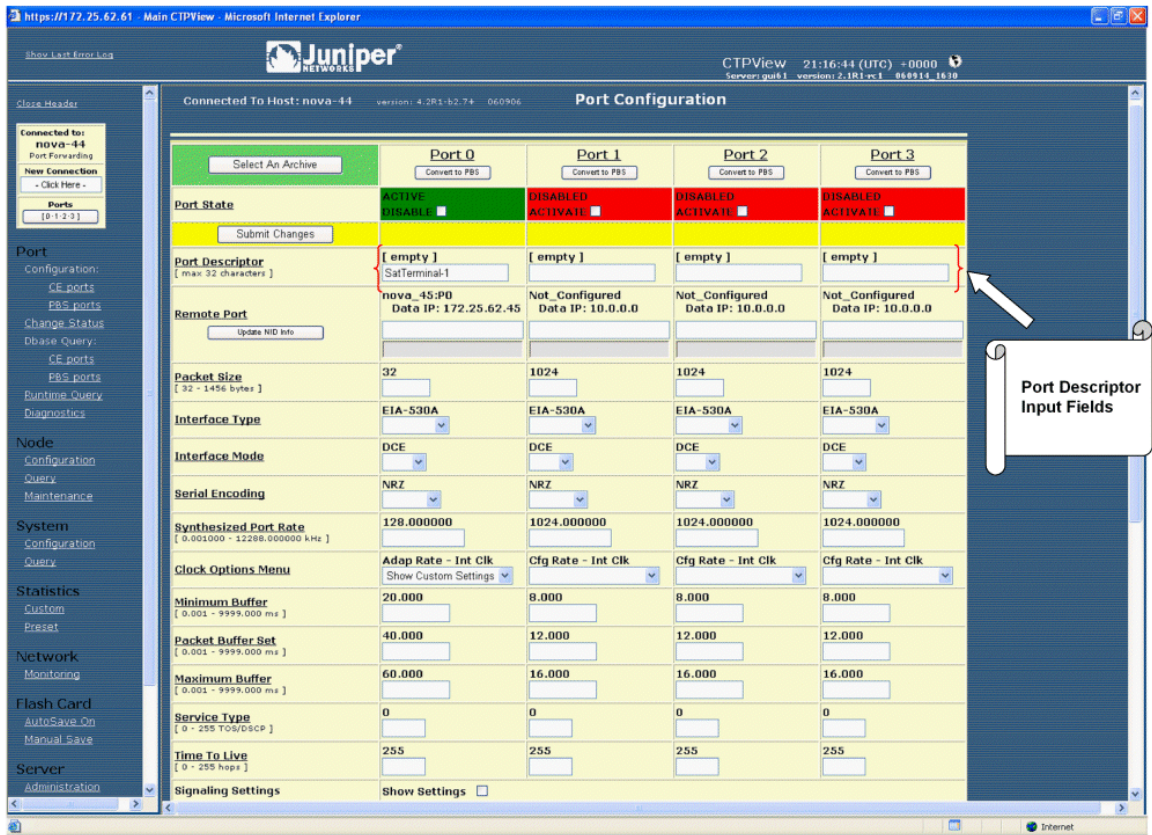 https://172.25.62.61 - Main CTPView - Microsoft Internet Explorer
Show Last Error Log
Juniper®
NETWORKS
CTPView 21:16:44 (UTC) +0000
Server: gui61 version: 2.1R1-rc1 060914_1630
Close Header
Connected to:
nova-44
Port Forwarding
New Connection
- Click Here -
Ports
[0-1-2-3]
Port
Configuration:
CE ports
PBS ports
Change Status
Dbase Query:
CE ports
PBS ports
Runtime Query
Diagnostics
Node
Configuration
Query
Maintenance
System
Configuration
Query
Statistics
Custom
Preset
Network
Monitoring
Flash Card
AutoSave On
Manual Save
Server
Administration
Connected To Host: nova-44 version: 4.2R1-b2.7+ 060906 Port Configuration
Select An Archive
Port 0 Port 1 Port 2 Port 3
Convert to PBS Convert to PBS Convert to PBS Convert to PBS
Port State
ACTIVE DISABLED DISABLED DISABLED
DISABLE ACTIVATE ACTIVATE ACTIVATE
Submit Changes
Port Descriptor
[ max 32 characters ]
[ empty ] [ empty ] [ empty ] [ empty ]
SatTerminal-1
Remote Port
Update NID Info
nova_45:P0 Not_Configured Not_Configured Not_Configured
Data IP: 172.25.62.45 Data IP: 10.0.0.0 Data IP: 10.0.0.0 Data IP: 10.0.0.0
Packet Size
[ 32 - 1456 bytes ]
32 1024 1024 1024
Interface Type
EIA-530A EIA-530A EIA-530A EIA-530A
Interface Mode
DCE DCE DCE DCE
Serial Encoding
NRZ NRZ NRZ NRZ
Synthesized Port Rate
[ 0.001000 - 12288.000000 kHz ]
128.000000 1024.000000 1024.000000 1024.000000
Clock Options Menu
Adap Rate - Int Clk Cfg Rate - Int Clk Cfg Rate - Int Clk Cfg Rate - Int Clk
Show Custom Settings
Minimum Buffer
[ 0.001 - 9999.000 ms ]
20.000 8.000 8.000 8.000
Packet Buffer Set
[ 0.001 - 9999.000 ms ]
40.000 12.000 12.000 12.000
Maximum Buffer
[ 0.001 - 9999.000 ms ]
60.000 16.000 16.000 16.000
Service Type
[ 0 - 255 TOS/DSCP ]
0 0 0 0
Time To Live
[ 0 - 255 hops ]
255 255 255 255
Signaling Settings Show Settings
Port Descriptor
Input Fields
Internet